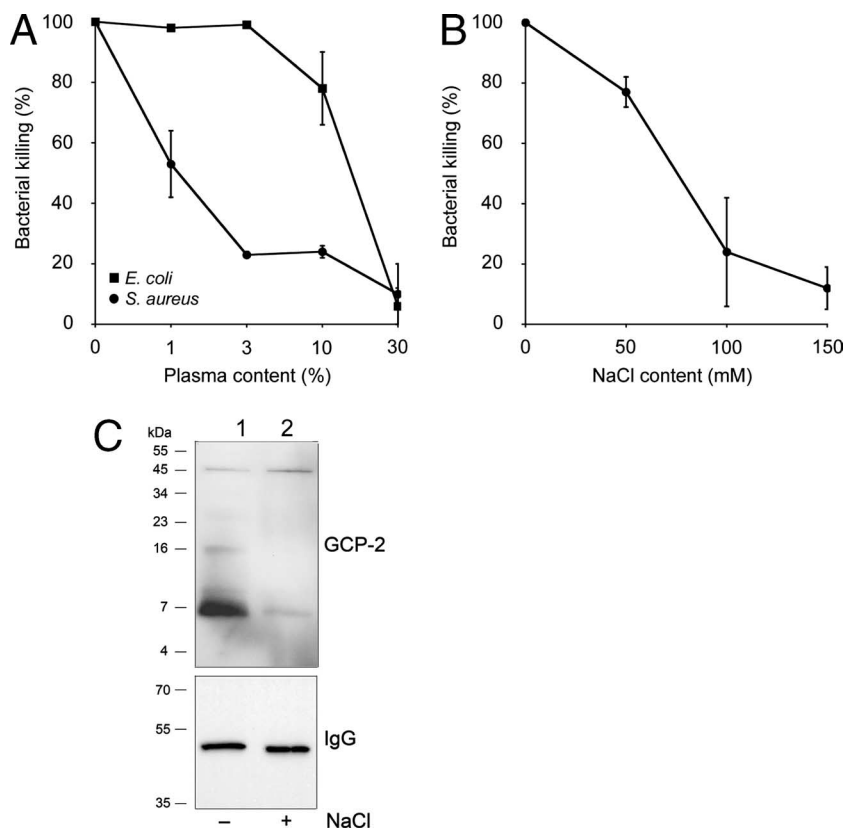 A
100
80
60
40
20
0
Bacterial killing (%)
E. coli
S. aureus
0 1 3 10 30
Plasma content (%)
B
100
80
60
40
20
0
Bacterial killing (%)
0 50 100 150
NaCl content (mM)
C
kDa
1 2
55
45
34
23
16
7
4
GCP-2
70
55
35
IgG
– + NaCl